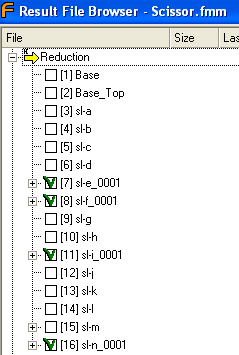 Result File Browser - Scissor.fmm
File Size Las
Reduction
[1] Base
[2] Base_Top
[3] sl-a
[4] sl-b
[5] sl-c
[6] sl-d
[7] sl-e_0001
[8] sl-f_0001
[9] sl-g
[10] sl-h
[11] sl-i_0001
[12] sl-j
[13] sl-k
[14] sl-l
[15] sl-m
[16] sl-n_0001